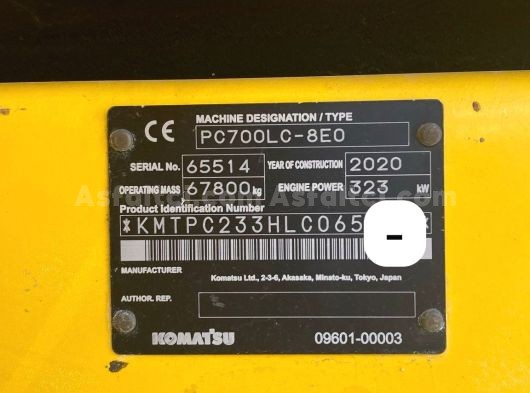 CE MACHINE DESIGNATION / TYPE
PC700LC-8E0
SERIAL No. 65514 YEAR OF CONSTRUCTION 2020
OPERATING MASS 67800 kg ENGINE POWER 323 kW
Product Identification Number
*KMTPC233HLC065
MANUFACTURER Komatsu Ltd., 2-3-6, Akasaka, Minato-ku, Tokyo, Japan
AUTHOR. REP.
KOMATSU 09601-00003